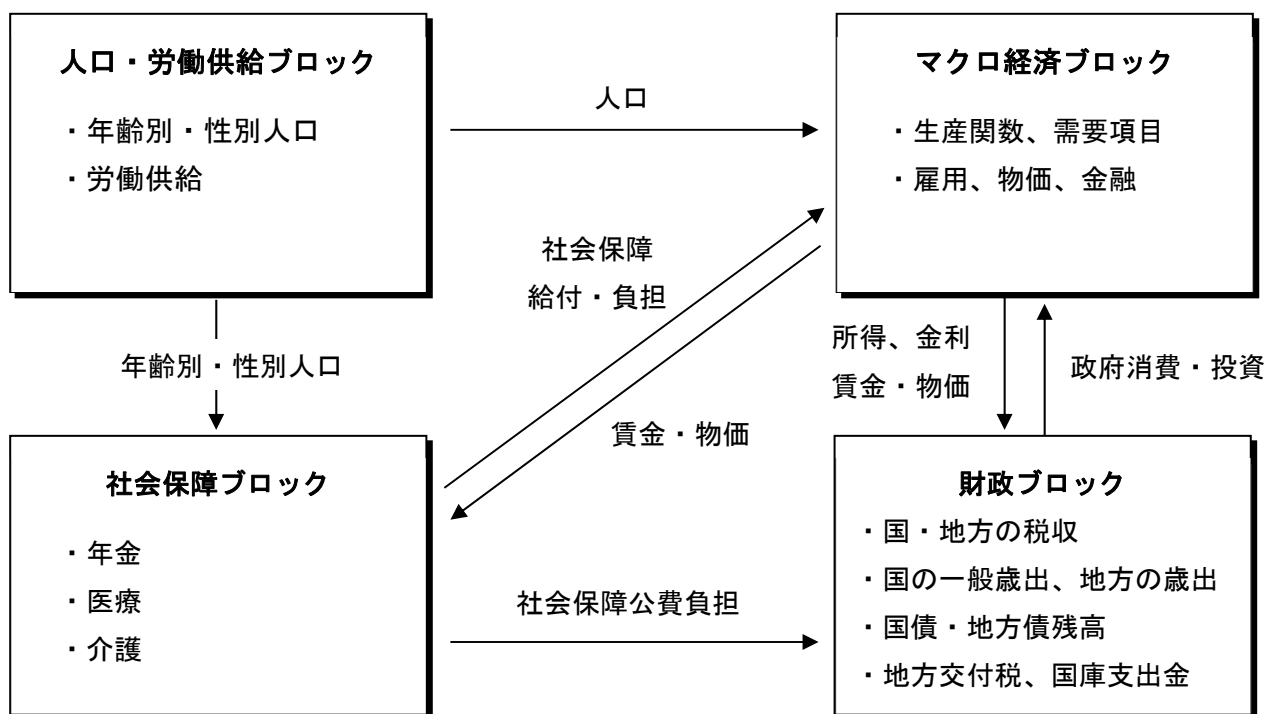 人口・労働供給ブロック
・年齢別・性別人口
・労働供給
人口
マクロ経済ブロック
・生産関数、需要項目
・雇用、物価、金融
社会保障
給付・負担
賃金・物価
年齢別・性別人口
所得、金利
賃金・物価
政府消費・投資
社会保障ブロック
・年金
・医療
・介護
社会保障公費負担
財政ブロック
・国・地方の税収
・国の一般歳出、地方の歳出
・国債・地方債残高
・地方交付税、国庫支出金